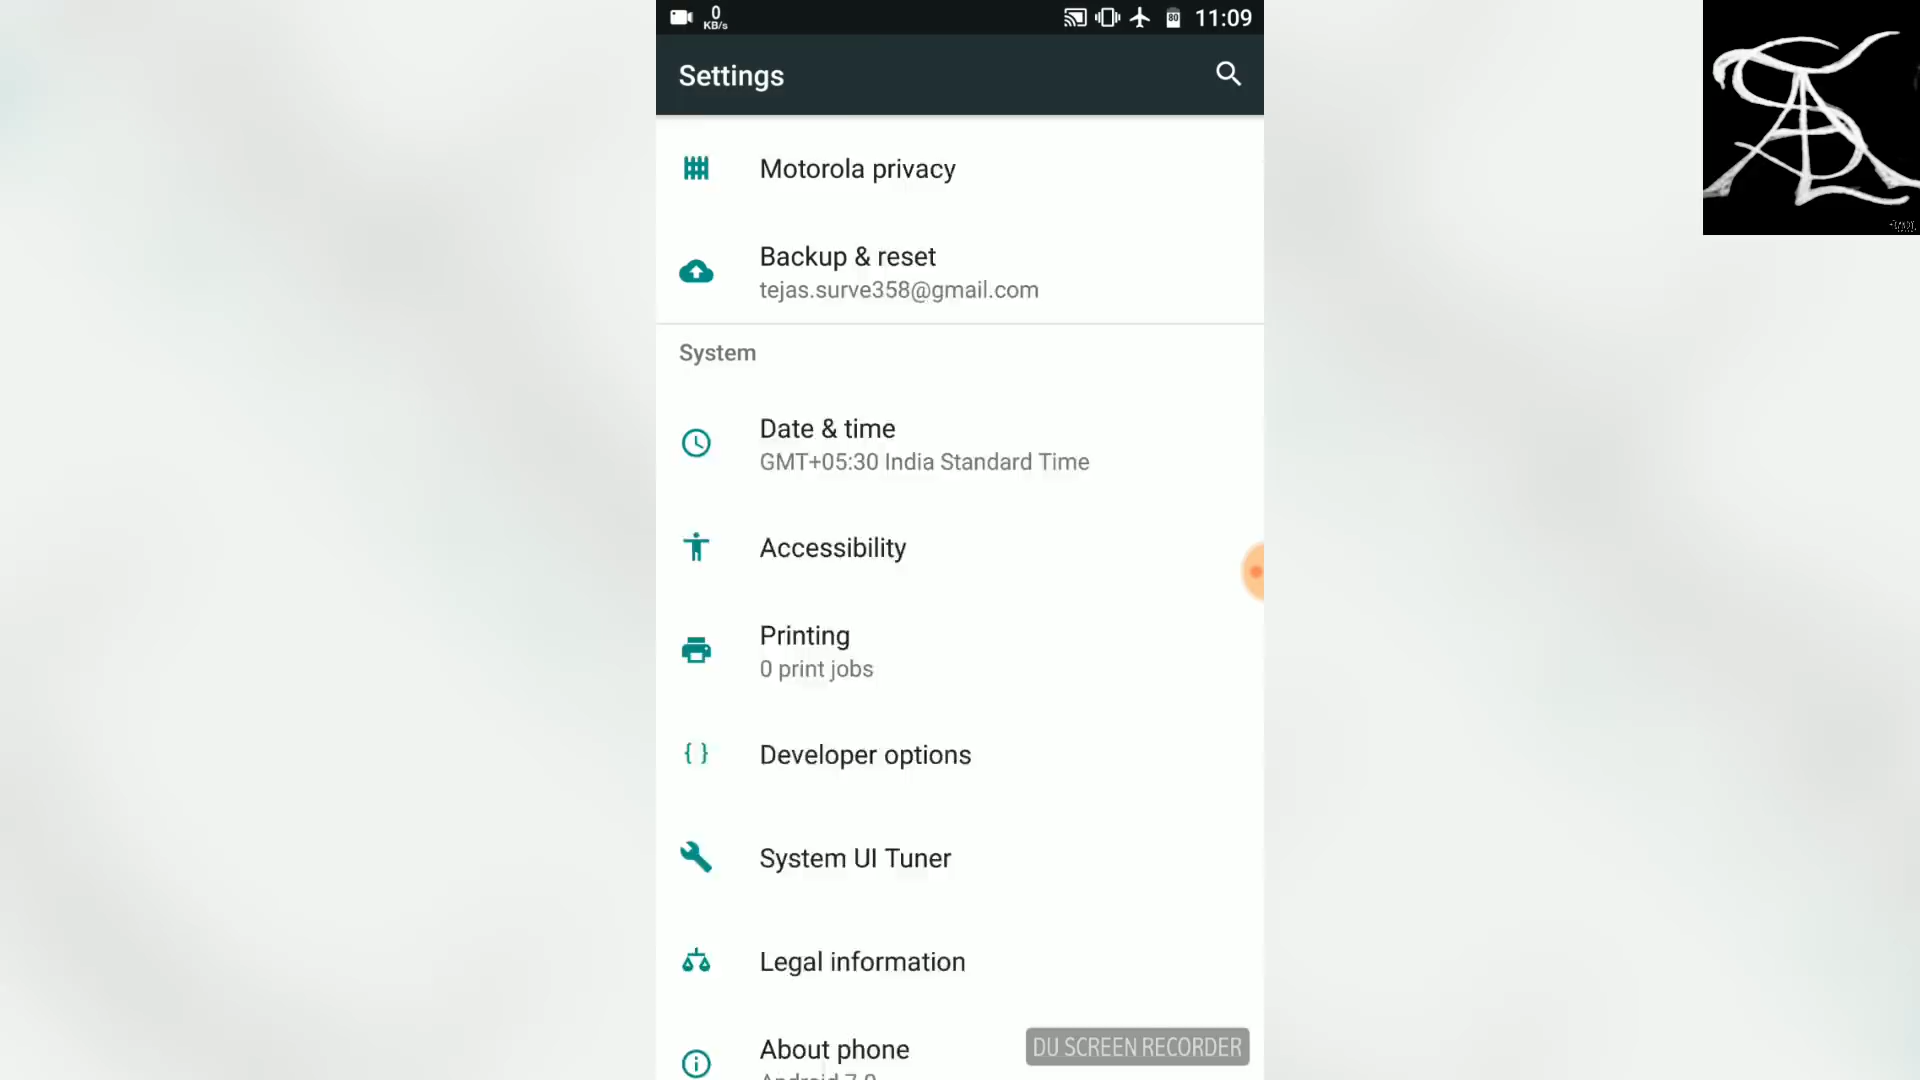 0
KB/s
80
11:09
Settings
Motorola privacy
Backup & reset
tejas.surve358@gmail.com
System
Date & time
GMT+05:30 India Standard Time
Accessibility
Printing
0 print jobs
Developer options
System UI Tuner
Legal information
About phone
DU SCREEN RECORDER